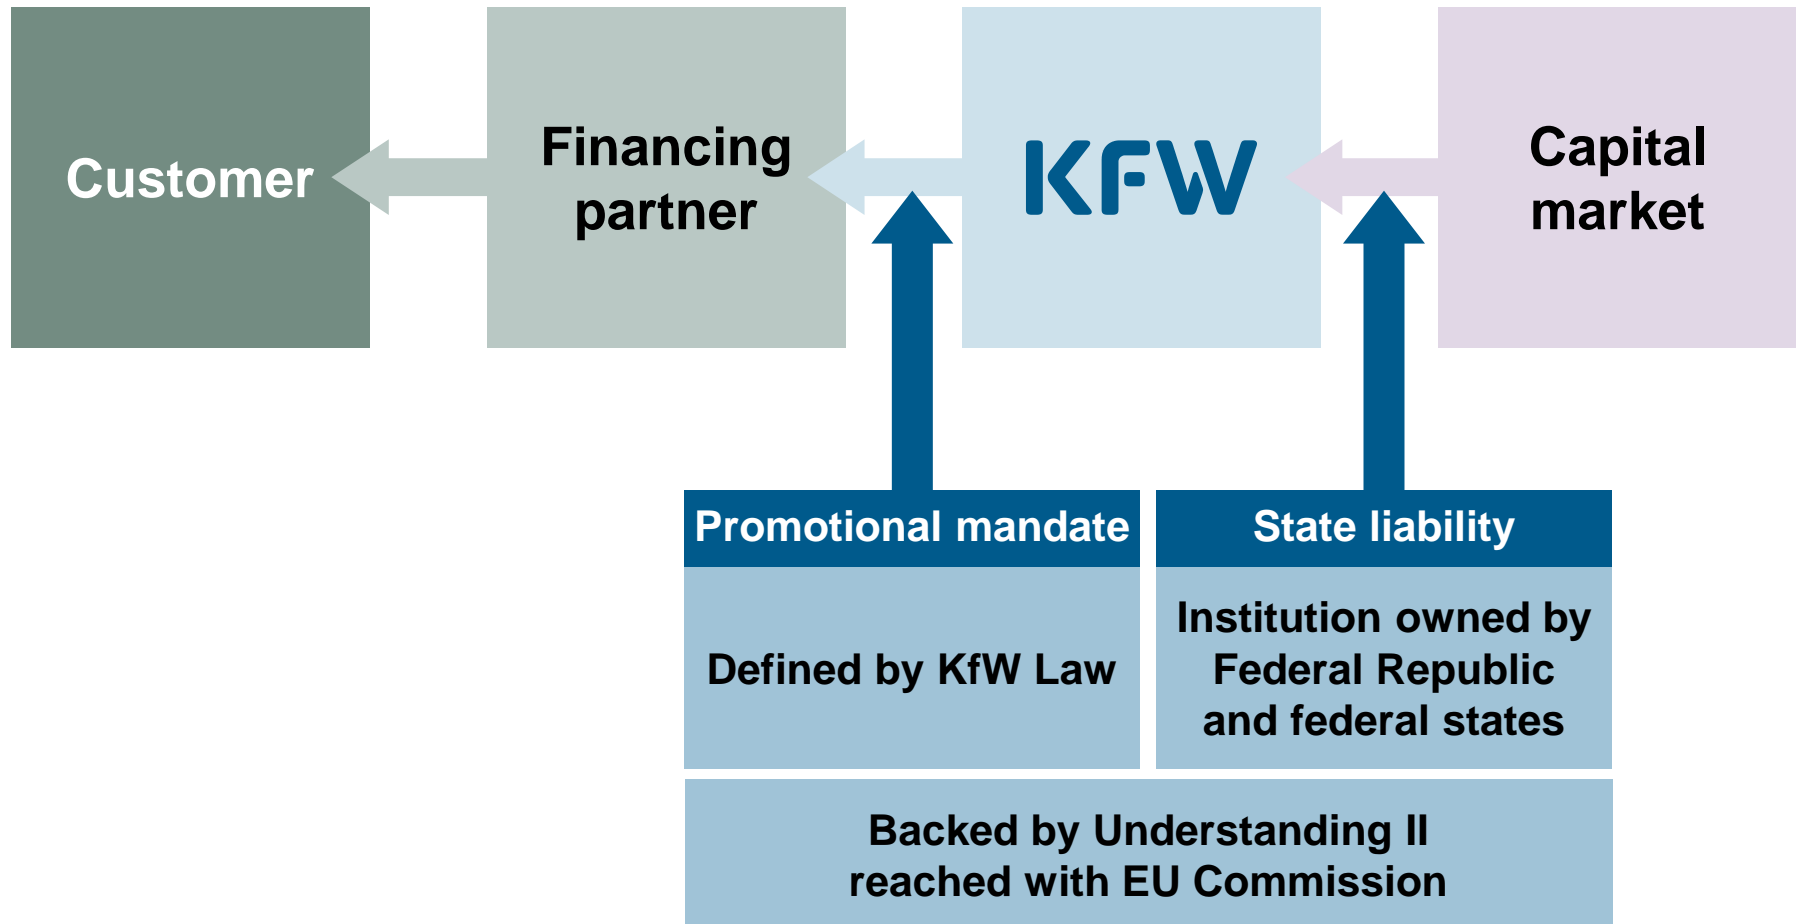 Customer
Financing
partner
KFW
Capital
market
Promotional mandate
State liability
Defined by KfW Law
Institution owned by
Federal Republic
and federal states
Backed by Understanding II
reached with EU Commission